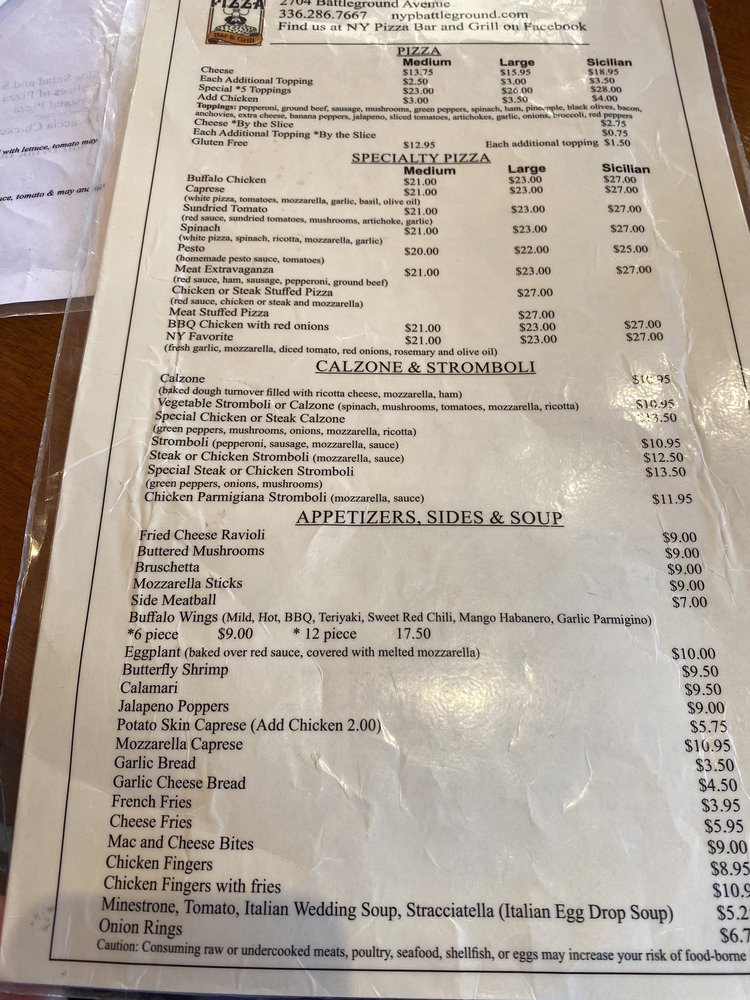 PIZZA
Bar & Grill
2704 Battleground Avenue
336.286.7667 nypbattleground.com
Find us at NY Pizza Bar and Grill on Facebook
PIZZA
Medium Large Sicilian
Cheese $13.75 $15.95 $18.95
Each Additional Topping $2.50 $3.00 $3.50
Special *5 Toppings $23.00 $26.00 $28.00
Add Chicken $3.00 $3.50 $4.00
Toppings: pepperoni, ground beef, sausage, mushrooms, green peppers, spinach, ham, pineapple, black olives, bacon,
anchovies, extra cheese, banana peppers, jalapeno, sliced tomatoes, artichokes, garlic, onions, broccoli, red peppers
Cheese *By the Slice $2.75
Each Additional Topping *By the Slice $0.75
Gluten Free $12.95 Each additional topping $1.50
SPECIALTY PIZZA
Medium Large Sicilian
Buffalo Chicken $21.00 $23.00 $27.00
Caprese $21.00 $23.00 $27.00
(white pizza, tomatoes, mozzarella, garlic, basil, olive oil)
Sundried Tomato $21.00 $23.00 $27.00
(red sauce, sundried tomatoes, mushrooms, artichoke, garlic)
Spinach $21.00 $23.00 $27.00
(white pizza, spinach, ricotta, mozzarella, garlic)
Pesto $20.00 $22.00 $25.00
(homemade pesto sauce, tomatoes)
Meat Extravaganza $21.00 $23.00 $27.00
(red sauce, ham, sausage, pepperoni, ground beef)
Chicken or Steak Stuffed Pizza $27.00
(red sauce, chicken or steak and mozzarella)
Meat Stuffed Pizza $27.00
BBQ Chicken with red onions $21.00 $23.00 $27.00
NY Favorite $21.00 $23.00 $27.00
(fresh garlic, mozzarella, diced tomato, red onions, rosemary and olive oil)
CALZONE & STROMBOLI
Calzone
(baked dough turnover filled with ricotta cheese, mozzarella, ham)
Vegetable Stromboli or Calzone (spinach, mushrooms, tomatoes, mozzarella, ricotta) $10.95
Special Chicken or Steak Calzone $13.50
(green peppers, mushrooms, onions, mozzarella, ricotta)
Stromboli (pepperoni, sausage, mozzarella, sauce) $10.95
Steak or Chicken Stromboli (mozzarella, sauce) $12.50
Special Steak or Chicken Stromboli $13.50
(green peppers, onions, mushrooms)
Chicken Parmigiana Stromboli (mozzarella, sauce) $11.95
APPETIZERS, SIDES & SOUP
Fried Cheese Ravioli $9.00
Buttered Mushrooms $9.00
Bruschetta $9.00
Mozzarella Sticks $9.00
Side Meatball $7.00
Buffalo Wings (Mild, Hot, BBQ, Teriyaki, Sweet Red Chili, Mango Habanero, Garlic Parmigino)
*6 piece $9.00 * 12 piece 17.50
Eggplant (baked over red sauce, covered with melted mozzarella) $10.00
Butterfly Shrimp $9.50
Calamari $9.50
Jalapeno Poppers $9.00
Potato Skin Caprese (Add Chicken 2.00) $5.75
Mozzarella Caprese $10.95
Garlic Bread $3.50
Garlic Cheese Bread $4.50
French Fries $3.95
Cheese Fries $5.95
Mac and Cheese Bites $9.00
Chicken Fingers $8.95
Chicken Fingers with fries $10.9
Minestrone, Tomato, Italian Wedding Soup, Stracciatella (Italian Egg Drop Soup) $5.2
Onion Rings $6.7
Caution: Consuming raw or undercooked meats, poultry, seafood, shellfish, or eggs may increase your risk of food-borne
with lettuce, tomato may
tomato & may